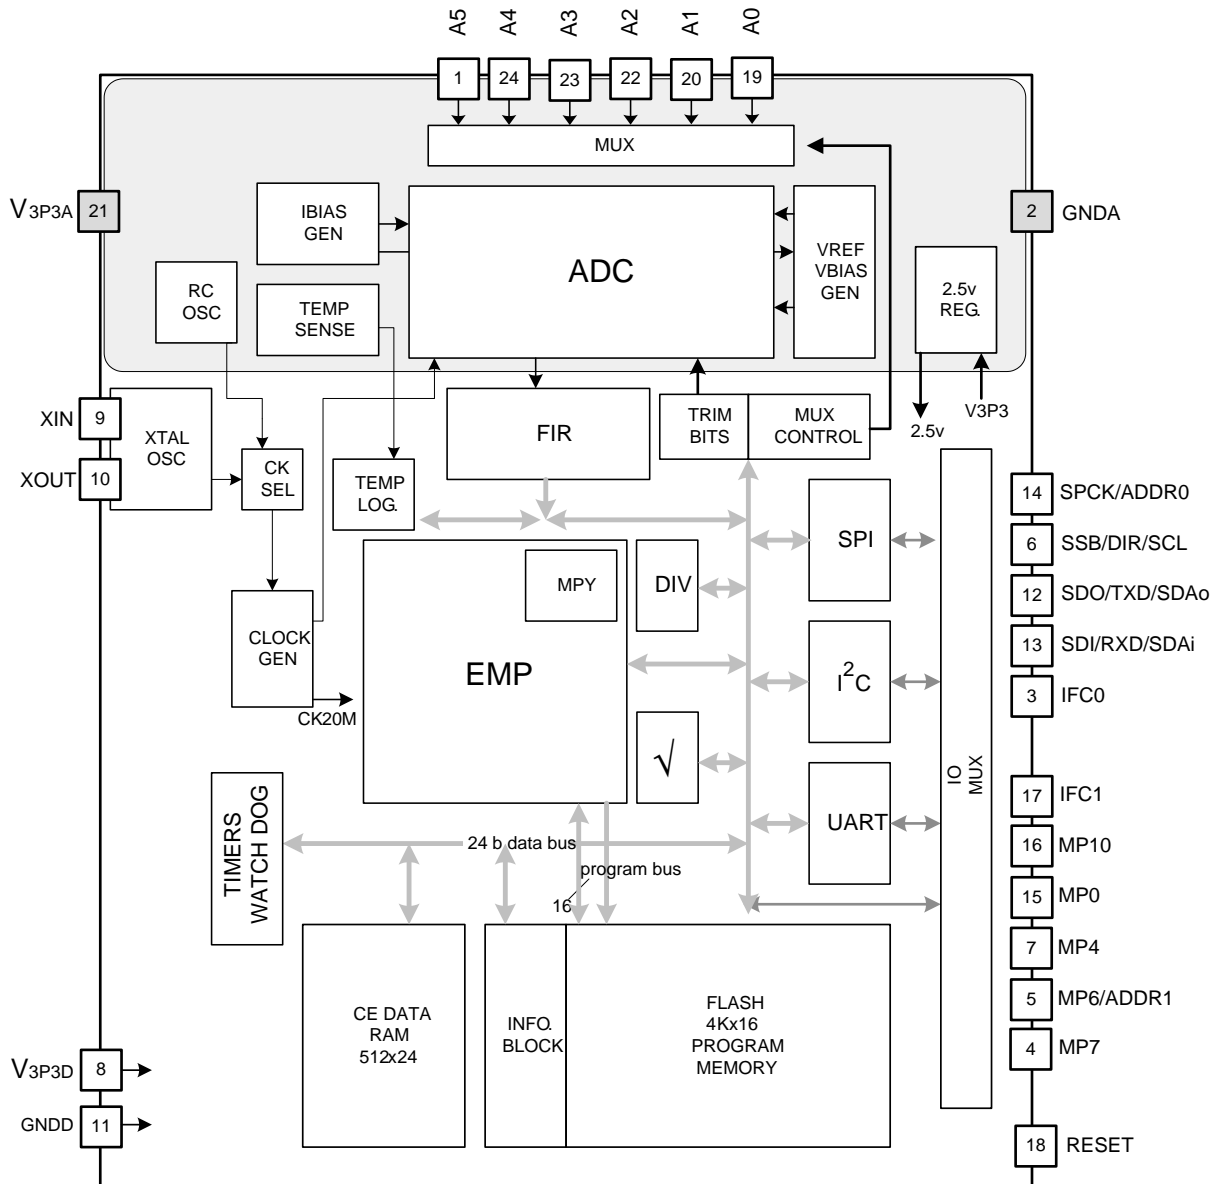 A5 A4 A3 A2 A1 A0
1 24 23 22 20 19
MUX
V3P3A 21
IBIAS
GEN
ADC
VREF
VBIAS
GEN
2 GNDA
RC
OSC
TEMP
SENSE
2.5v
REG.
V3P3
2.5v
XIN 9
XOUT 10
XTAL
OSC
CK
SEL
TEMP
LOG.
FIR
TRIM
BITS
MUX
CONTROL
14 SPCK/ADDR0
6 SSB/DIR/SCL
12 SDO/TXD/SDAo
13 SDI/RXD/SDAi
3 IFC0
SPI
MPY
DIV
CLOCK
GEN
CK20M
EMP
I2C
√
IO
MUX
UART
17 IFC1
16 MP10
15 MP0
7 MP4
5 MP6/ADDR1
4 MP7
TIMERS
WATCH DOG
24 b data bus
program bus
16
CE DATA
RAM
512x24
INFO.
BLOCK
FLASH
4Kx16
PROGRAM
MEMORY
V3P3D 8
GNDD 11
18 RESET